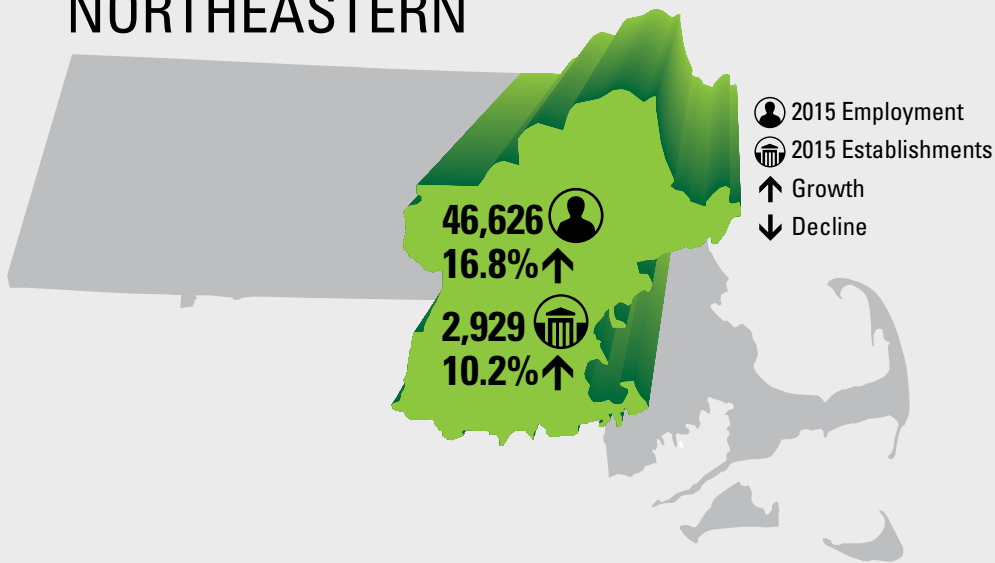 NORTHEASTERN
2015 Employment
2015 Establishments
Growth
Decline
46,626
16.8%
2,929
10.2%